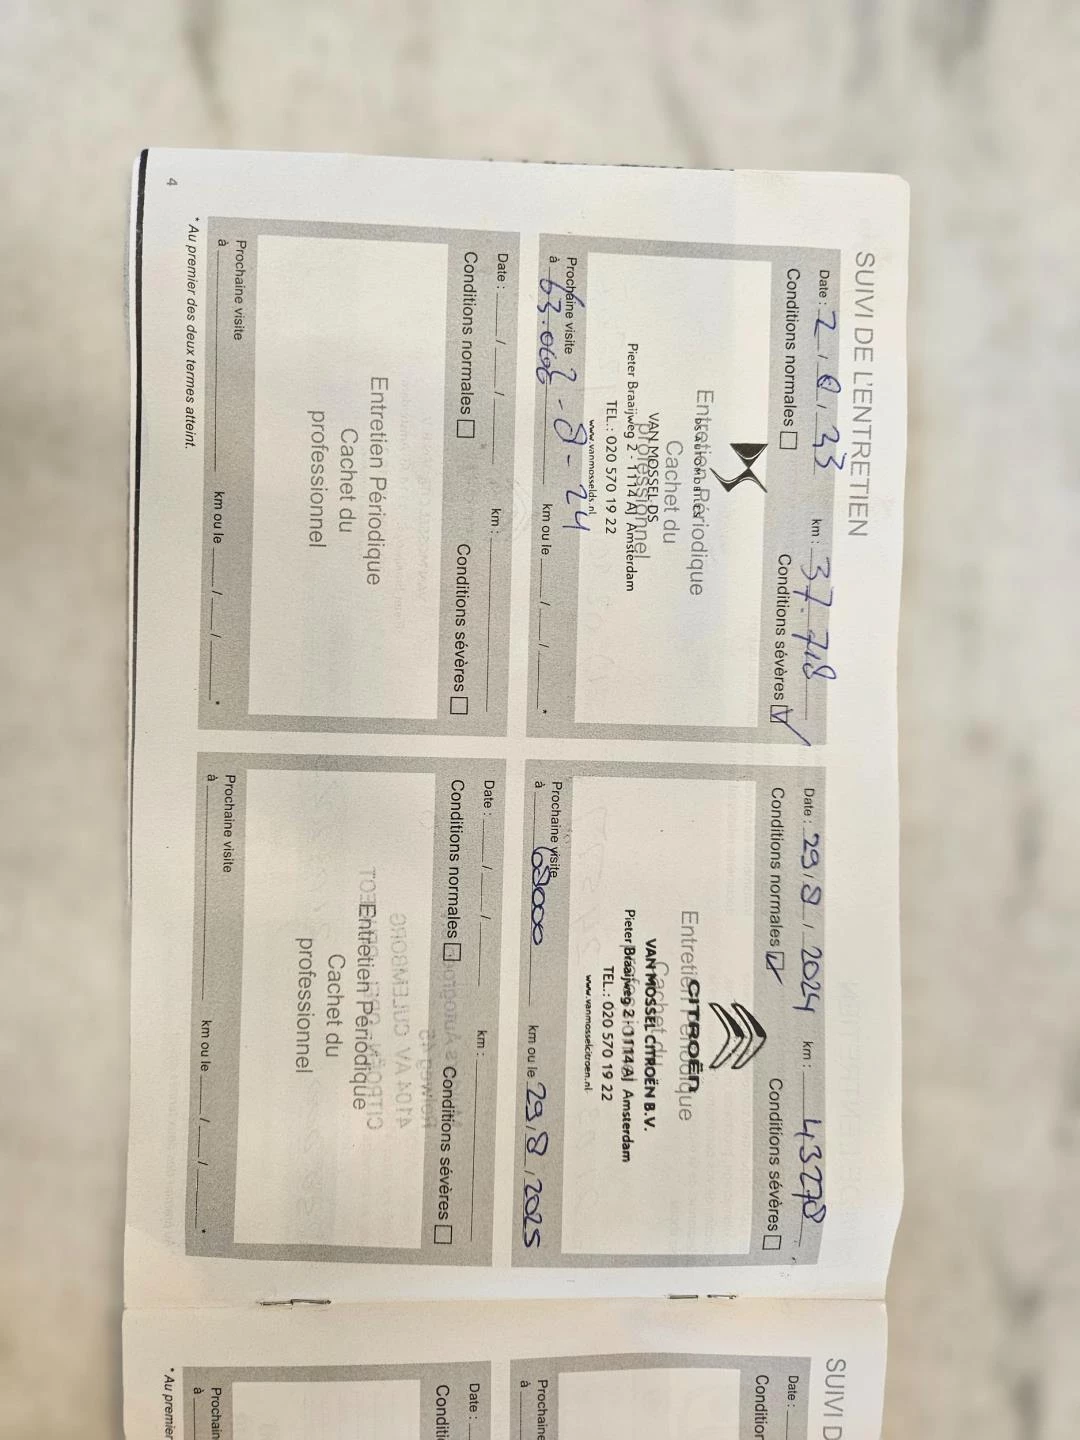 SUIVI DE L'ENTRETIEN
Date : 2 / 8 / 23 km : 37.718
Conditions normales Conditions sévères
DS AUTOMOBILES
Entretien Périodique
Cachet du
professionnel
VAN MOSSEL DS
Pieter Braaijweg 2 - 1114 AJ Amsterdam
TEL.: 020 570 19 22
www.vanmosselds.nl
Prochaine visite 2-8-24
à 63.000 km ou le / / *
Date : 29 / 8 / 2024 km : 43278
Conditions normales Conditions sévères
CITROËN
Entretien Périodique
Cachet du
VAN MOSSEL CITROËN B.V.
Pieter Braaijweg 2 - 1114 AJ Amsterdam
TEL.: 020 570 19 22
www.vanmosselcitroen.nl
Prochaine visite
à 68000 km ou le 29 / 8 / 2025
Date : / / km :
Conditions normales Conditions sévères
Entretien Périodique
Cachet du
professionnel
Prochaine visite
à km ou le / / *
Date : / / km :
Conditions normales Conditions sévères
Entretien Périodique
Cachet du
professionnel
Prochaine visite
à km ou le / / *
* Au premier des deux termes atteint.
4
SUIVI D
Date :
Condition
Prochaine
à
Date :
Conditi
Prochain
à
* Au premier